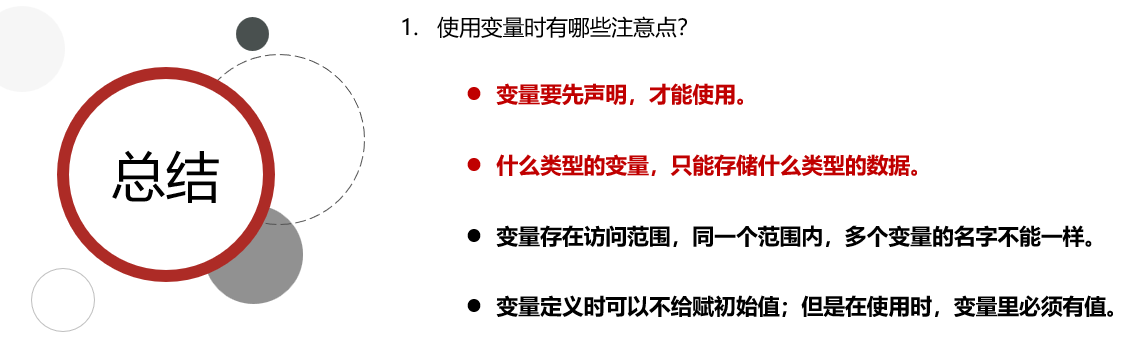 总结
1. 使用变量时有哪些注意点？
● 变量要先声明，才能使用。
● 什么类型的变量，只能存储什么类型的数据。
● 变量存在访问范围，同一个范围内，多个变量的名字不能一样。
● 变量定义时可以不给赋初始值；但是在使用时，变量里必须有值。